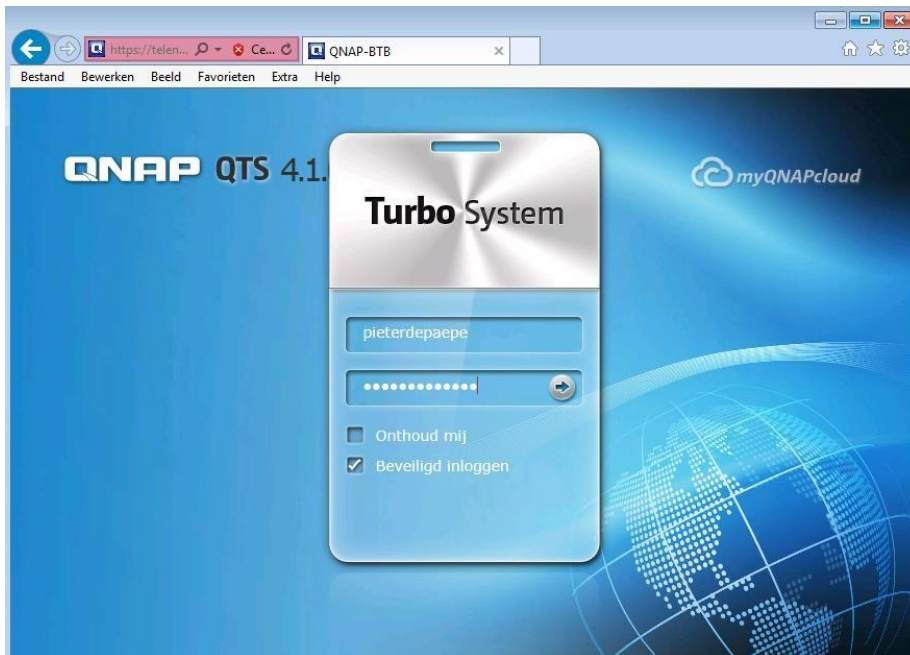 https://telen... Ce...
QNAP-BTB
Bestand Bewerken Beeld Favorieten Extra Help
QNAP QTS 4.1.
myQNAPcloud
Turbo System
pieterdepaepe
Onthoud mij
Beveiligd inloggen